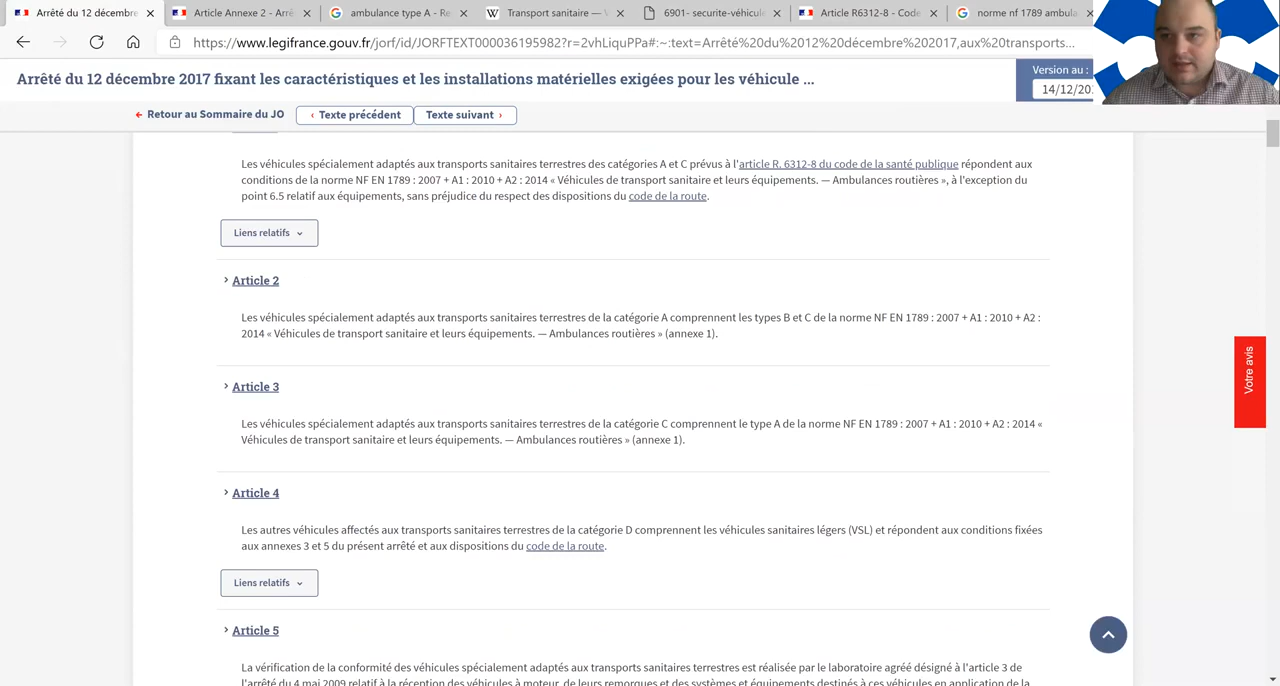 Arrêté du 12 décembre
Article Annexe 2 - Arrê
ambulance type A - Re
Transport sanitaire —
6901- securite-véhicul
Article R6312-8 - Code
norme nf 1789 ambula
https://www.legifrance.gouv.fr/jorf/id/JORFTEXT000036195982?r=2vhLiquPPa#:~:text=Arrêté%20du%2012%20décembre%202017,aux%20transports...
Arrêté du 12 décembre 2017 fixant les caractéristiques et les installations matérielles exigées pour les véhicule ...
Version au :
14/12/20
Retour au Sommaire du JO
Texte précédent
Texte suivant
Les véhicules spécialement adaptés aux transports sanitaires terrestres des catégories A et C prévus à l'article R. 6312-8 du code de la santé publique répondent aux
conditions de la norme NF EN 1789 : 2007 + A1 : 2010 + A2 : 2014 « Véhicules de transport sanitaire et leurs équipements. — Ambulances routières », à l'exception du
point 6.5 relatif aux équipements, sans préjudice du respect des dispositions du code de la route.
Liens relatifs
Article 2
Les véhicules spécialement adaptés aux transports sanitaires terrestres de la catégorie A comprennent les types B et C de la norme NF EN 1789 : 2007 + A1 : 2010 + A2 :
2014 « Véhicules de transport sanitaire et leurs équipements. — Ambulances routières » (annexe 1).
Article 3
Les véhicules spécialement adaptés aux transports sanitaires terrestres de la catégorie C comprennent le type A de la norme NF EN 1789 : 2007 + A1 : 2010 + A2 : 2014 «
Véhicules de transport sanitaire et leurs équipements. — Ambulances routières » (annexe 1).
Article 4
Les autres véhicules affectés aux transports sanitaires terrestres de la catégorie D comprennent les véhicules sanitaires légers (VSL) et répondent aux conditions fixées
aux annexes 3 et 5 du présent arrêté et aux dispositions du code de la route.
Liens relatifs
Article 5
La vérification de la conformité des véhicules spécialement adaptés aux transports sanitaires terrestres est réalisée par le laboratoire agréé désigné à l'article 3 de
l'arrêté du 4 mai 2009 relatif à la réception des véhicules à moteur, de leurs remorques et des systèmes et équipements destinés à ces véhicules en application de la
Votre avis